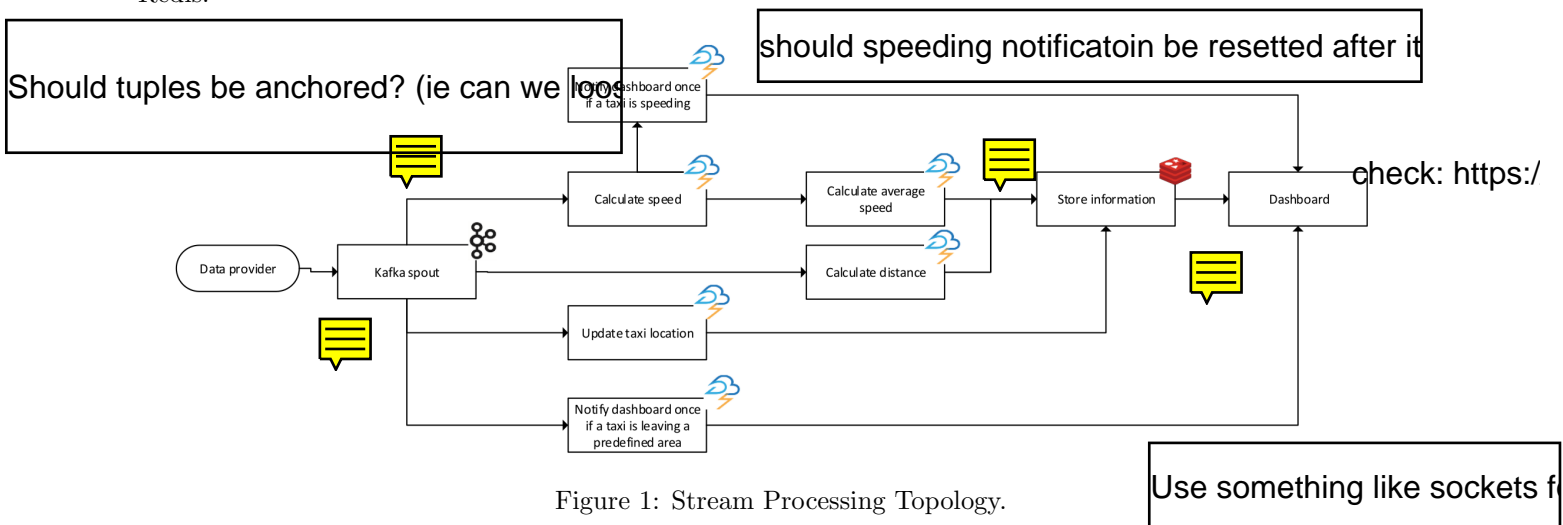 Redis.
Should tuples be anchored? (ie can we loos
should speeding notificatoin be resetted after it
Notify dashboard once
if a taxi is speeding
check: https:/
Calculate speed
Calculate average
speed
Store information
Dashboard
Data provider
Kafka spout
Calculate distance
Update taxi location
Notify dashboard once
if a taxi is leaving a
predefined area
Use something like sockets f
Figure 1: Stream Processing Topology.